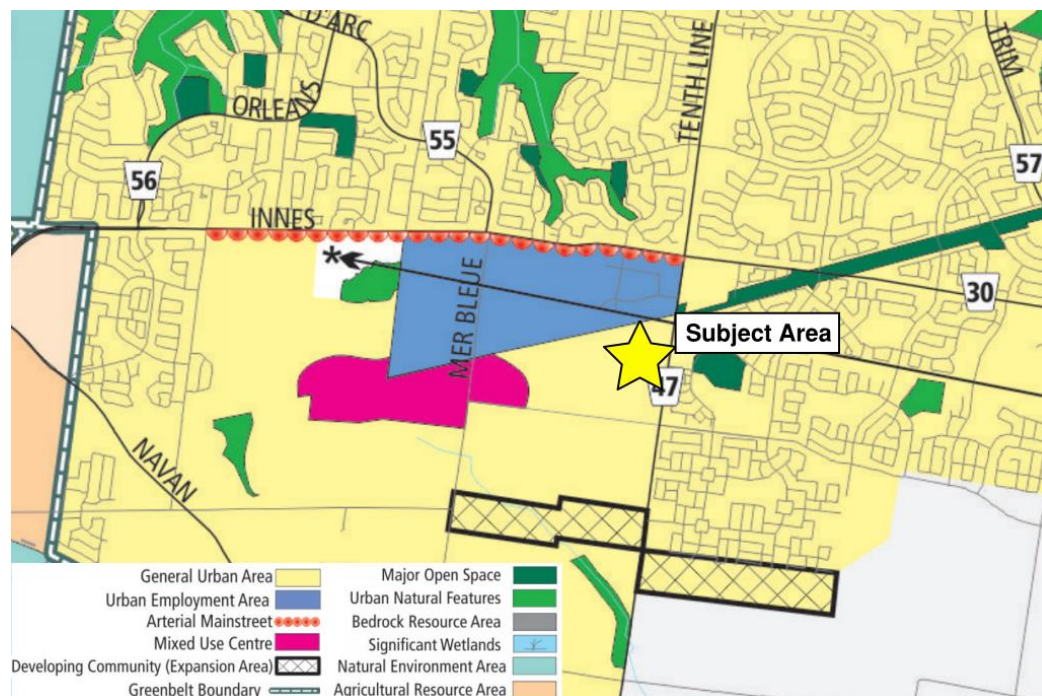 D'ARC
ORLEANS
TENTH LINE
TRIM
55
57
56
INNES
*
30
MER BLEUE
Subject Area
47
NAVAN
General Urban Area
Urban Employment Area
Arterial Mainstreet
Mixed Use Centre
Developing Community (Expansion Area)
Greenbelt Boundary
Major Open Space
Urban Natural Features
Bedrock Resource Area
Significant Wetlands
Natural Environment Area
Agricultural Resource Area